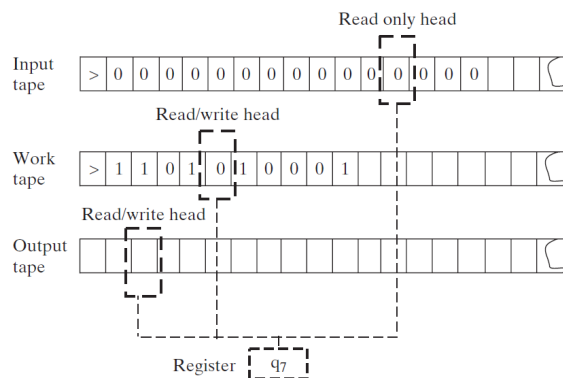 Read only head
Input tape
> 0 0 0 0 0 0 0 0 0 0 0 0 0 0 0
Read/write head
Work tape
> 1 1 0 1 0 1 0 0 0 1
Read/write head
Output tape
Register q₇